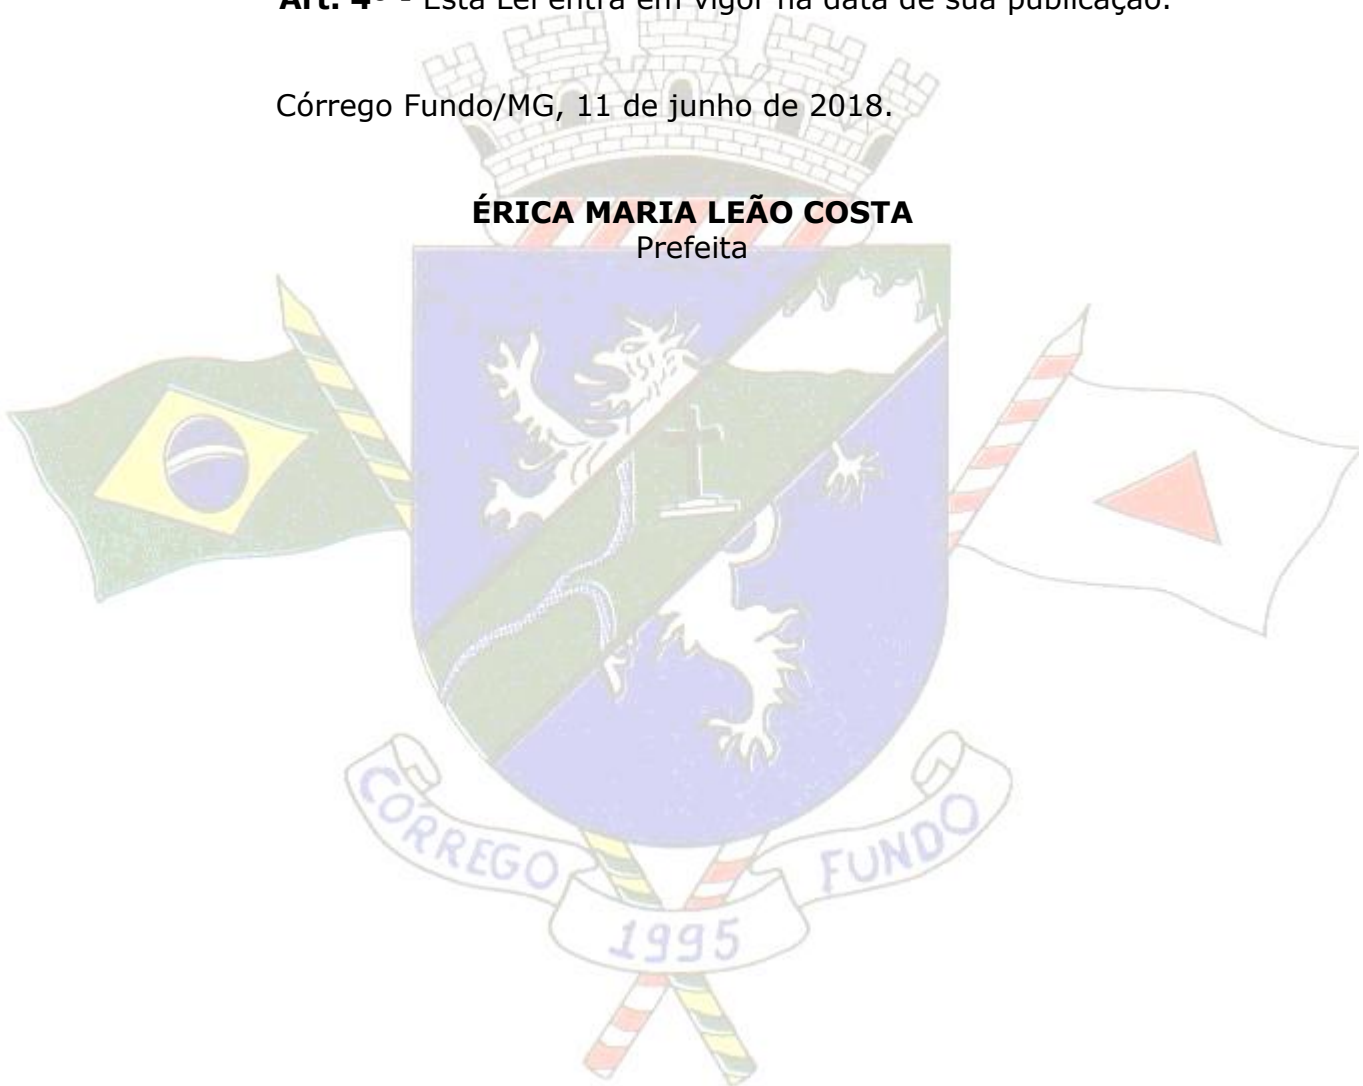 Art. 4º - Esta Lei entra em vigor na data de sua publicação.
Córrego Fundo/MG, 11 de junho de 2018.
ÉRICA MARIA LEÃO COSTA
Prefeita
CÓRREGO FUNDO
1995